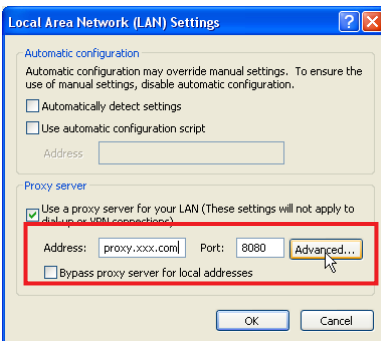 Local Area Network (LAN) Settings
Automatic configuration
Automatic configuration may override manual settings. To ensure the
use of manual settings, disable automatic configuration.
Automatically detect settings
Use automatic configuration script
Address
Proxy server
Use a proxy server for your LAN (These settings will not apply to
dial-up or VPN connections)
Address: proxy.xxx.com Port: 8080 Advanced...
Bypass proxy server for local addresses
OK Cancel